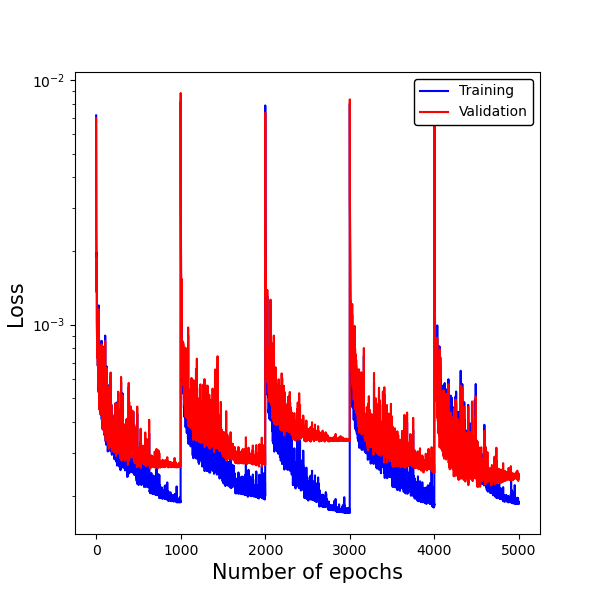 Training
Validation
10⁻²
10⁻³
Loss
0 1000 2000 3000 4000 5000
Number of epochs